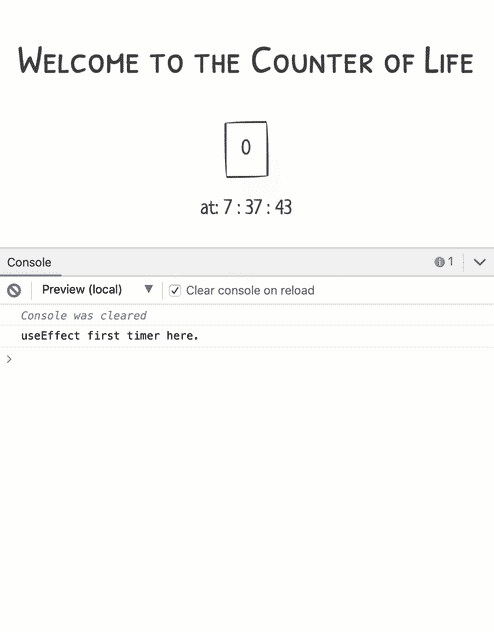 Welcome to the Counter of Life
0
at: 7 : 37 : 43
Console
1
Preview (local)
Clear console on reload
Console was cleared
useEffect first timer here.